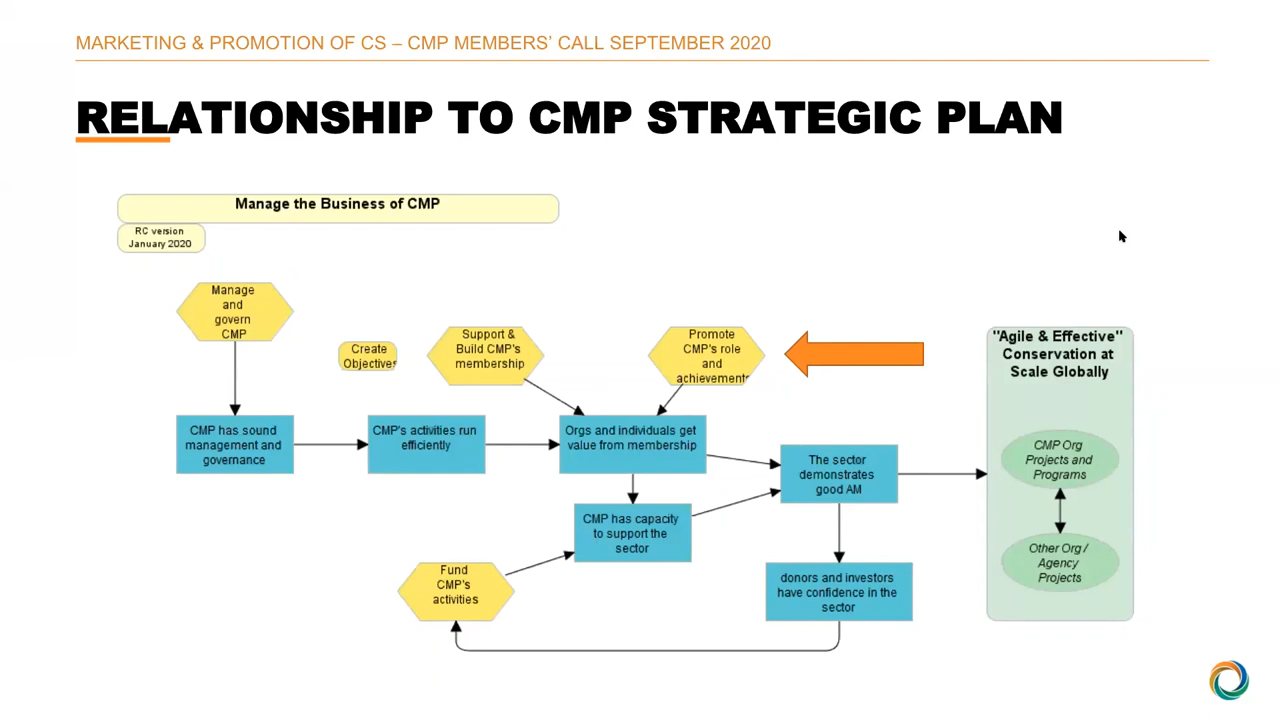 MARKETING & PROMOTION OF CS – CMP MEMBERS' CALL SEPTEMBER 2020
RELATIONSHIP TO CMP STRATEGIC PLAN
Manage the Business of CMP
RC version
January 2020
Manage
and
govern
CMP
Create
Objectives
Support &
Build CMP's
membership
Promote
CMP's role
and
achievements
"Agile & Effective"
Conservation at
Scale Globally
CMP has sound
management and
governance
CMP's activities run
efficiently
Orgs and individuals get
value from membership
The sector
demonstrates
good AM
CMP Org
Projects and
Programs
CMP has capacity
to support the
sector
Other Org /
Agency
Projects
Fund
CMP's
activities
donors and investors
have confidence in the
sector